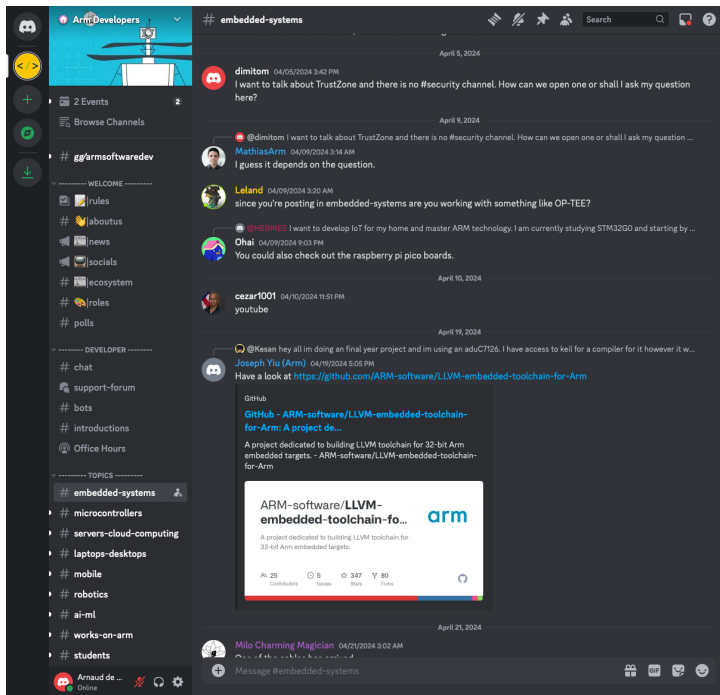 Arm Developers
2 Events
2
Browse Channels
# gg/armsoftwaredev
---------- WELCOME ----------
|rules
# |aboutus
|news
|socials
# |ecosystem
# |roles
# polls
--------- DEVELOPER ---------
# chat
support-forum
# bots
# introductions
Office Hours
---------- TOPICS ----------
# embedded-systems
# microcontrollers
# servers-cloud-computing
# laptops-desktops
# mobile
# robotics
# ai-ml
# works-on-arm
# students
Arnaud de ...
Online
# embedded-systems
Search
April 5, 2024
dimitom 04/05/2024 3:42 PM
I want to talk about TrustZone and there is no #security channel. How can we open one or shall I ask my question
here?
April 9, 2024
@dimitom I want to talk about TrustZone and there is no #security channel. How can we open one or shall I ask my question ...
MathiasArm 04/09/2024 3:14 AM
I guess it depends on the question.
Leland 04/09/2024 3:20 AM
since you're posting in embedded-systems are you working with something like OP-TEE?
@HERMES I want to develop IoT for my home and master ARM technology. I am currently studying STM32G0 and starting by ...
Ohai 04/09/2024 9:03 PM
You could also check out the raspberry pi pico boards.
April 10, 2024
cezar1001 04/10/2024 11:51 PM
youtube
April 19, 2024
@Kesan hey all im doing an final year project and im using an aduC7126. I have access to keil for a compiler for it however it w...
Joseph Yiu (Arm) 04/19/2024 5:05 PM
Have a look at https://github.com/ARM-software/LLVM-embedded-toolchain-for-Arm
GitHub
GitHub - ARM-software/LLVM-embedded-toolchain-
for-Arm: A project de...
A project dedicated to building LLVM toolchain for 32-bit Arm
embedded targets. - ARM-software/LLVM-embedded-toolchain-
for-Arm
ARM-software/LLVM-
embedded-toolchain-fo...
arm
A project dedicated to building LLVM toolchain for
32-bit Arm embedded targets.
25 Contributors
5 Issues
347 Stars
80 Forks
April 21, 2024
Milo Charming Magician 04/21/2024 3:02 AM
One of the cables has arrived
Message #embedded-systems
GIF